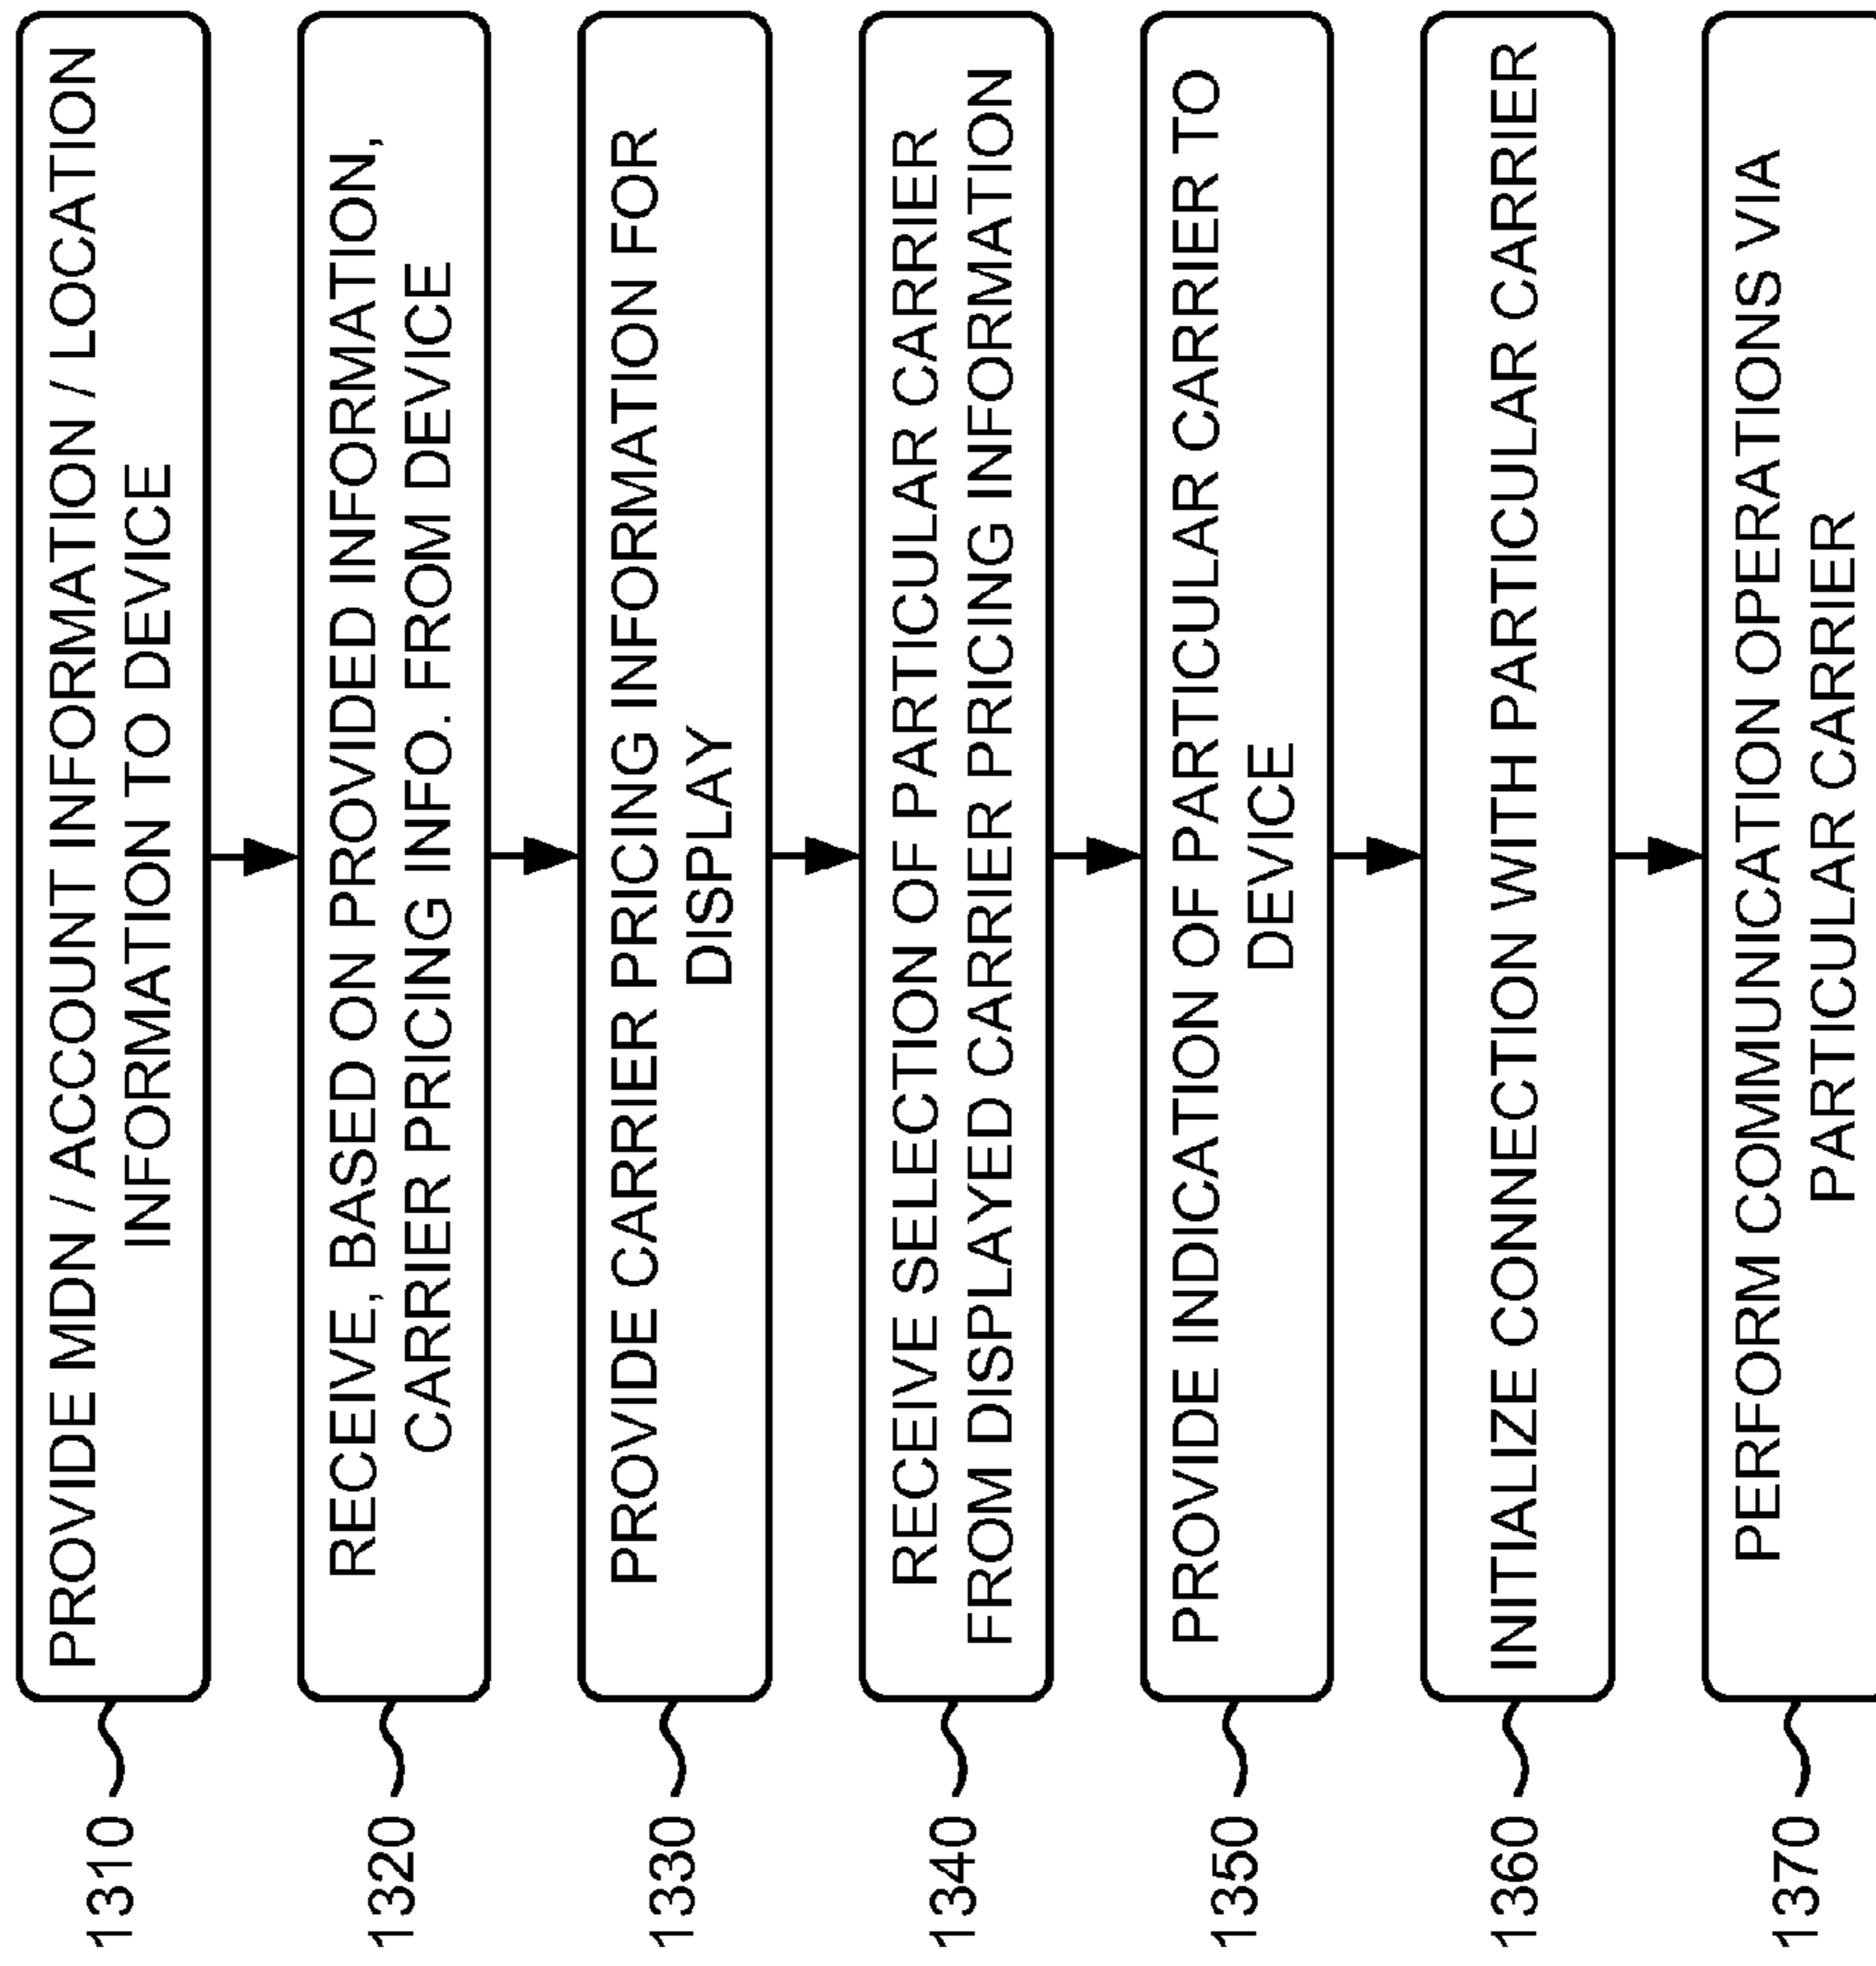 1310
PROVIDE MDN / ACCOUNT INFORMATION / LOCATION
INFORMATION TO DEVICE
1320
RECEIVE, BASED ON PROVIDED INFORMATION,
CARRIER PRICING INFO. FROM DEVICE
1330
PROVIDE CARRIER PRICING INFORMATION FOR
DISPLAY
1340
RECEIVE SELECTION OF PARTICULAR CARRIER
FROM DISPLAYED CARRIER PRICING INFORMATION
1350
PROVIDE INDICATION OF PARTICULAR CARRIER TO
DEVICE
1360
INITIALIZE CONNECTION WITH PARTICULAR CARRIER
1370
PERFORM COMMUNICATION OPERATIONS VIA
PARTICULAR CARRIER